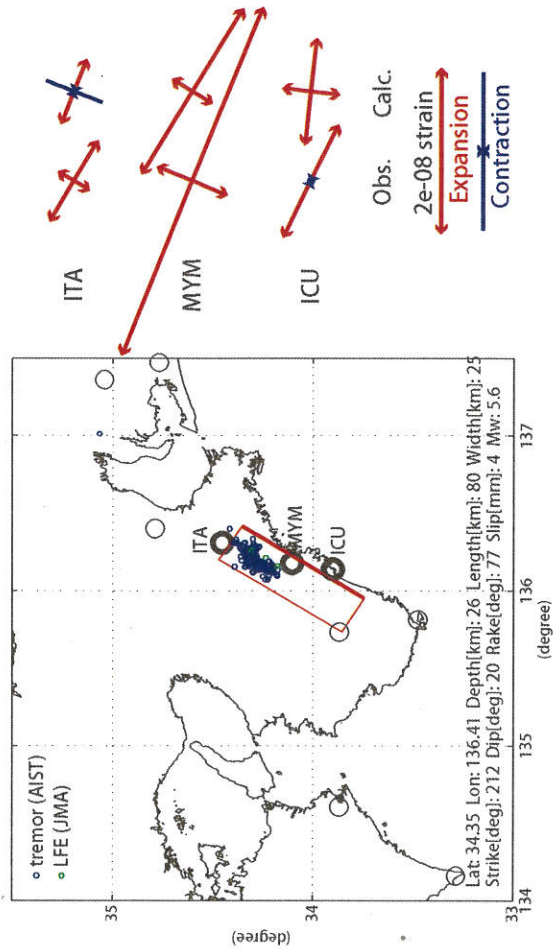 tremor (AIST)
LFE (JMA)
ITA
MYM
ICU
Lat: 34.35 Lon: 136.41 Depth[km]: 26 Length[km]: 80 Width[km]: 25
Strike[deg]: 212 Dip[deg]: 20 Rake[deg]: 77 Slip[mm]: 4 Mw: 5.6
35
34
33
134
135
136
137
(degree)
(degree)
ITA
MYM
ICU
Obs. Calc.
2e-08 strain
Expansion
Contraction